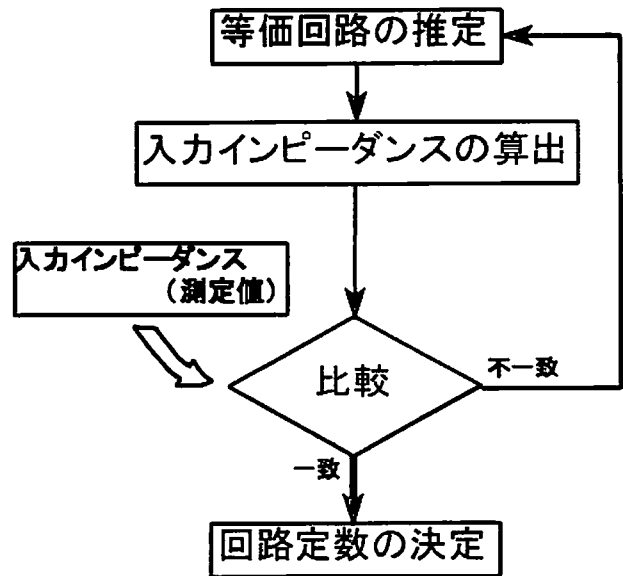 等価回路の推定
入力インピーダンスの算出
入力インピーダンス
(測定値)
比較
不一致
一致
回路定数の決定